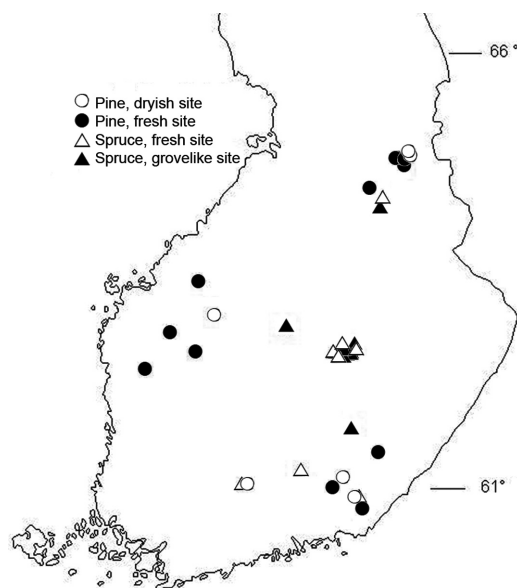 66°
Pine, dryish site
Pine, fresh site
Spruce, fresh site
Spruce, grovelike site
61°